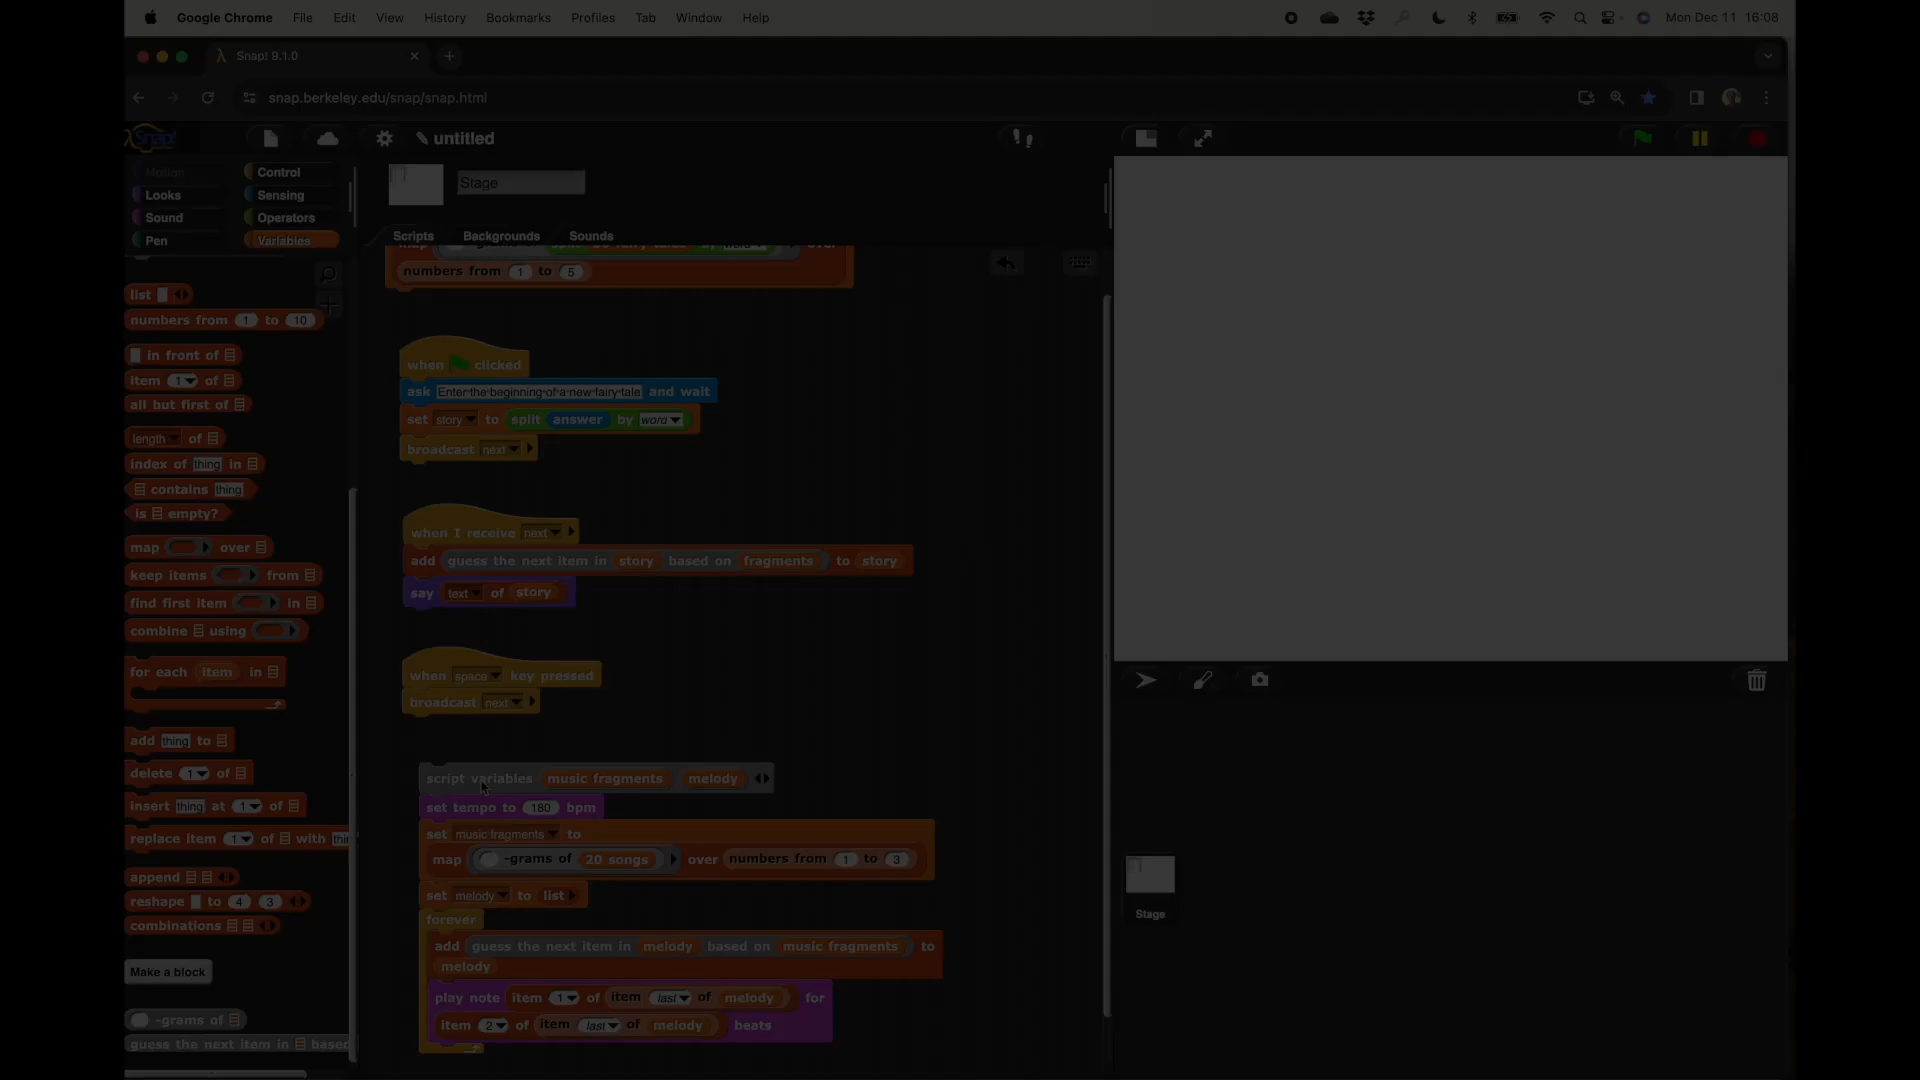 Google Chrome File Edit View History Bookmarks Profiles Tab Window Help Mon Dec 11 16:08
Snap! 9.1.0
snap.berkeley.edu/snap/snap.html
Snap! untitled
Motion Control
Looks Sensing
Sound Operators
Pen Variables
Stage
Scripts Backgrounds Sounds
list
numbers from 1 to 10
in front of
item 1 of
all but first of
length of
index of thing in
contains thing
is empty?
map over
keep items from
find first item in
combine using
for each item in
add thing to
delete 1 of
insert thing at 1 of
replace item 1 of with
append
reshape to 4 3
combinations
Make a block
-grams of
guess the next item in
numbers from 1 to 5
when clicked
ask Enter the beginning of a new fairy tale and wait
set story to split answer by word
broadcast next
when I receive next
add guess the next item in story based on fragments to story
say text of story
when space key pressed
broadcast next
script variables music fragments melody
set tempo to 180 bpm
set music fragments to
map -grams of 20 songs over numbers from 1 to 3
set melody to list
forever
add guess the next item in melody based on music fragments to
melody
play note item 1 of item last of melody for
item 2 of item last of melody beats
Stage